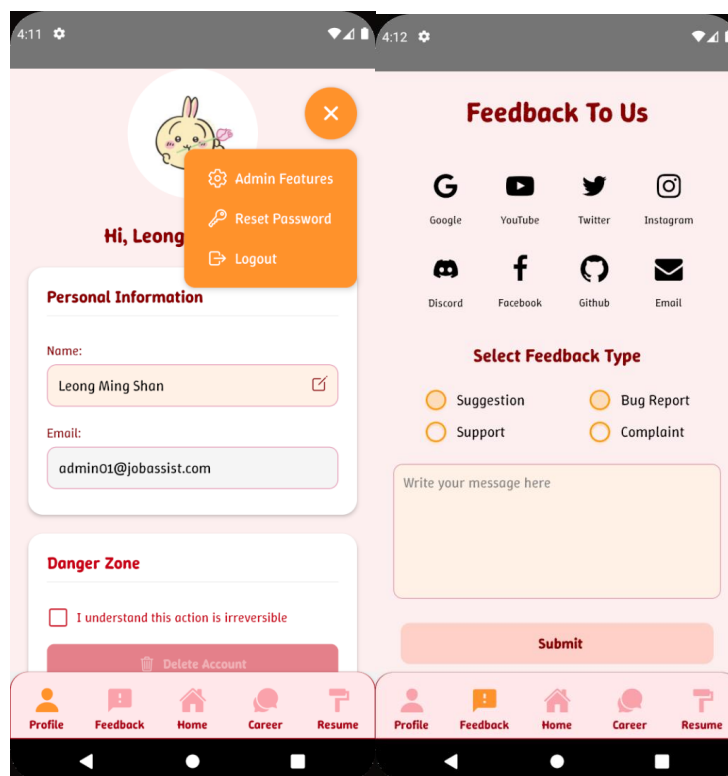 4:11
Admin Features
Reset Password
Logout
Hi, Leong
Personal Information
Name:
Leong Ming Shan
Email:
admin01@jobassist.com
Danger Zone
I understand this action is irreversible
Delete Account
Profile Feedback Home Career Resume
4:12
Feedback To Us
Google YouTube Twitter Instagram
Discord Facebook Github Email
Select Feedback Type
Suggestion Bug Report
Support Complaint
Write your message here
Submit
Profile Feedback Home Career Resume